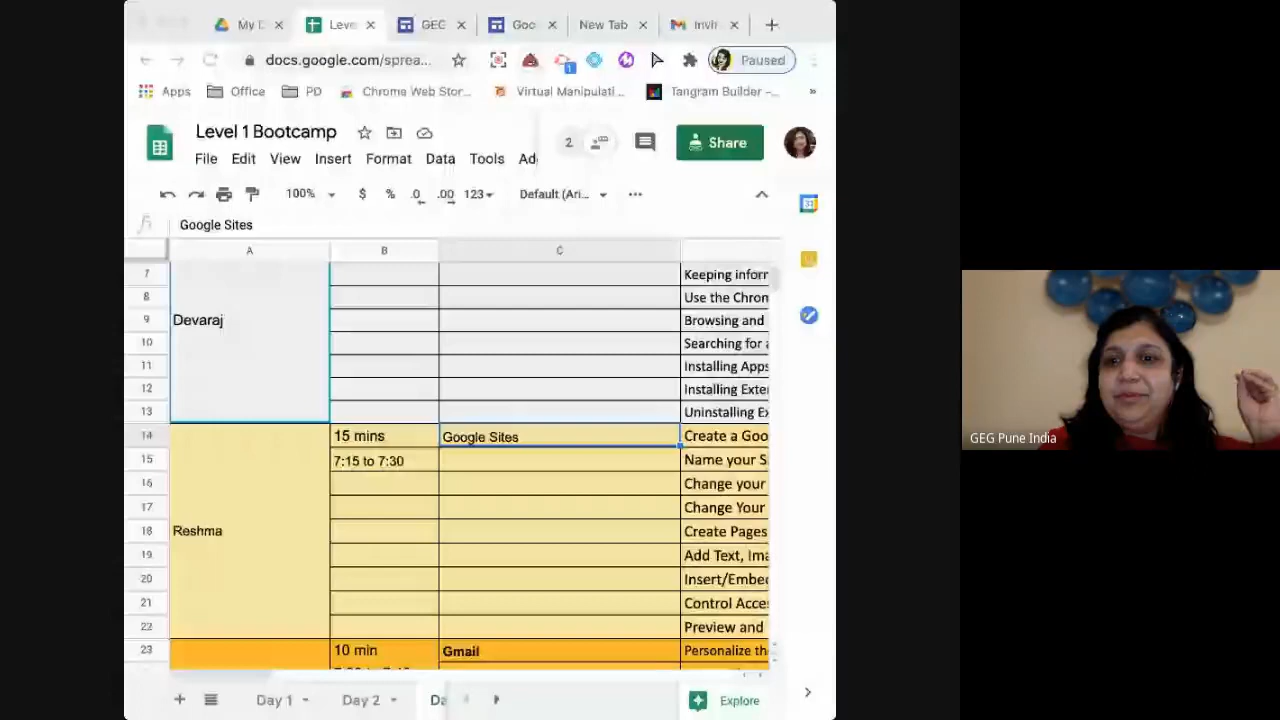 My D
Leve
GEG
Goo
New Tab
Invi
docs.google.com/sprea...
1
Paused
Apps
Office
PD
Chrome Web Stor...
Virtual Manipulati...
Tangram Builder -...
»
Level 1 Bootcamp
2
Share
File Edit View Insert Format Data Tools Ad
100% $ % .0 .00 123 Default (Ari... ...
31
fx Google Sites
A B C
7 Keeping inforr
8 Use the Chron
9 Devaraj Browsing and
10 Searching for a
11 Installing Apps
12 Installing Exter
13 Uninstalling Ex
14 15 mins Google Sites Create a Goo
15 7:15 to 7:30 Name your S
16 Change your
17 Change Your
18 Reshma Create Pages
19 Add Text, Ima
20 Insert/Embed
21 Control Acces
22 Preview and
23 10 min Gmail Personalize th
+ Day 1 Day 2 Da Explore
GEG Pune India